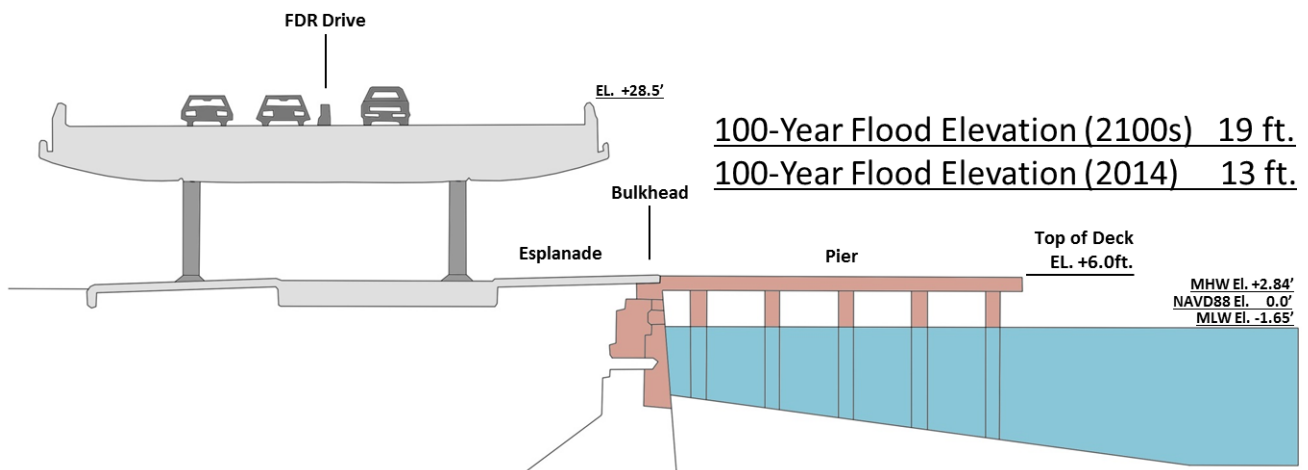 FDR Drive
EL. +28.5’
100-Year Flood Elevation (2100s) 19 ft.
100-Year Flood Elevation (2014) 13 ft.
Bulkhead
Esplanade
Pier
Top of Deck
EL. +6.0ft.
MHW El. +2.84’
NAVD88 El. 0.0’
MLW El. -1.65’